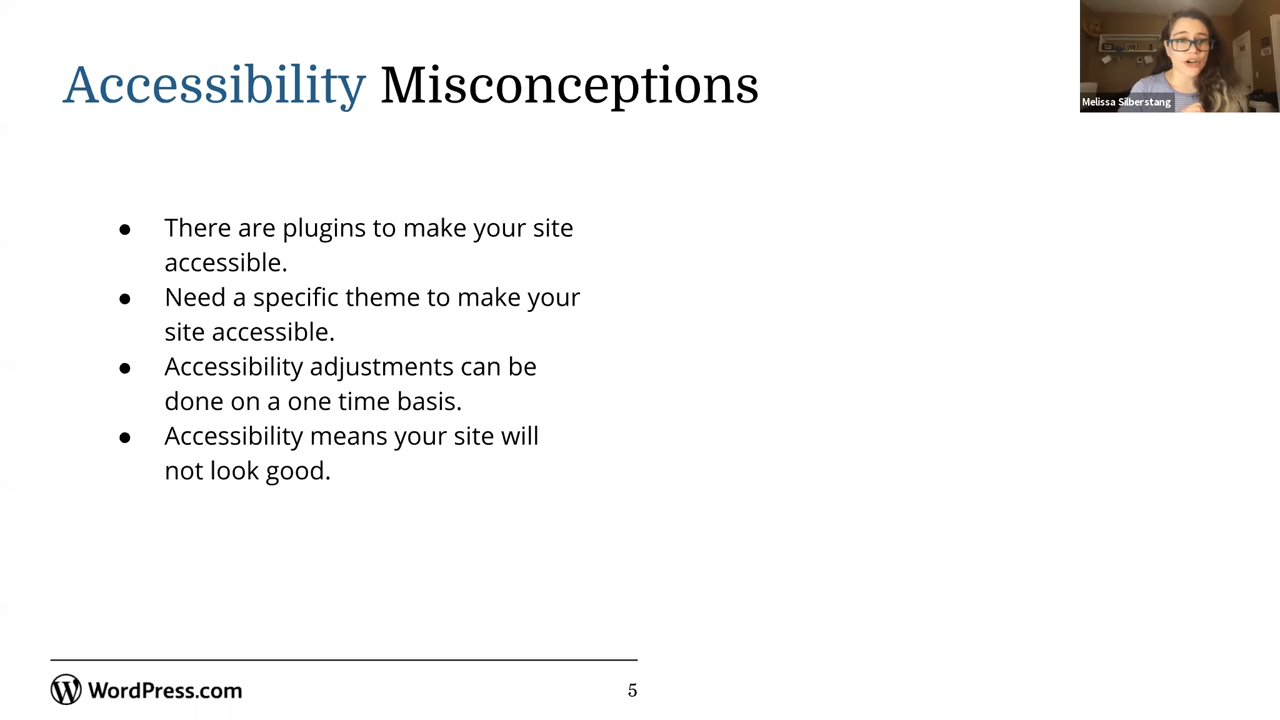 Accessibility Misconceptions
Melissa Silberstang
● There are plugins to make your site
accessible.
● Need a specific theme to make your
site accessible.
● Accessibility adjustments can be
done on a one time basis.
● Accessibility means your site will
not look good.
WordPress.com
5